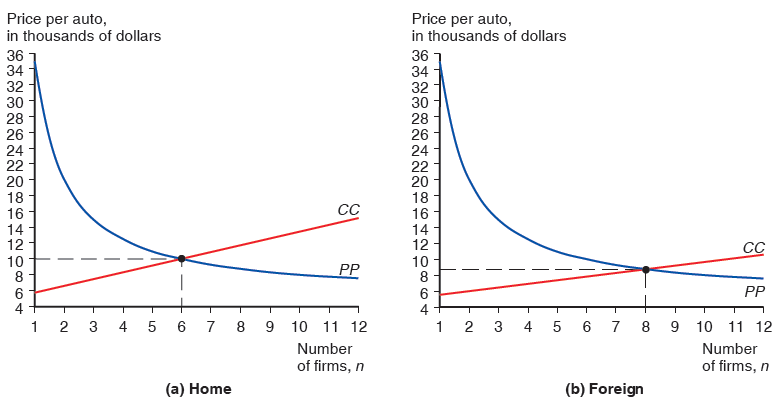 Price per auto,
in thousands of dollars
36
34
32
30
28
26
24
22
20
18
16
14
12
10
8
6
4
CC
PP
1 2 3 4 5 6 7 8 9 10 11 12
Number
of firms, n
(a) Home
Price per auto,
in thousands of dollars
36
34
32
30
28
26
24
22
20
18
16
14
12
10
8
6
4
CC
PP
1 2 3 4 5 6 7 8 9 10 11 12
Number
of firms, n
(b) Foreign